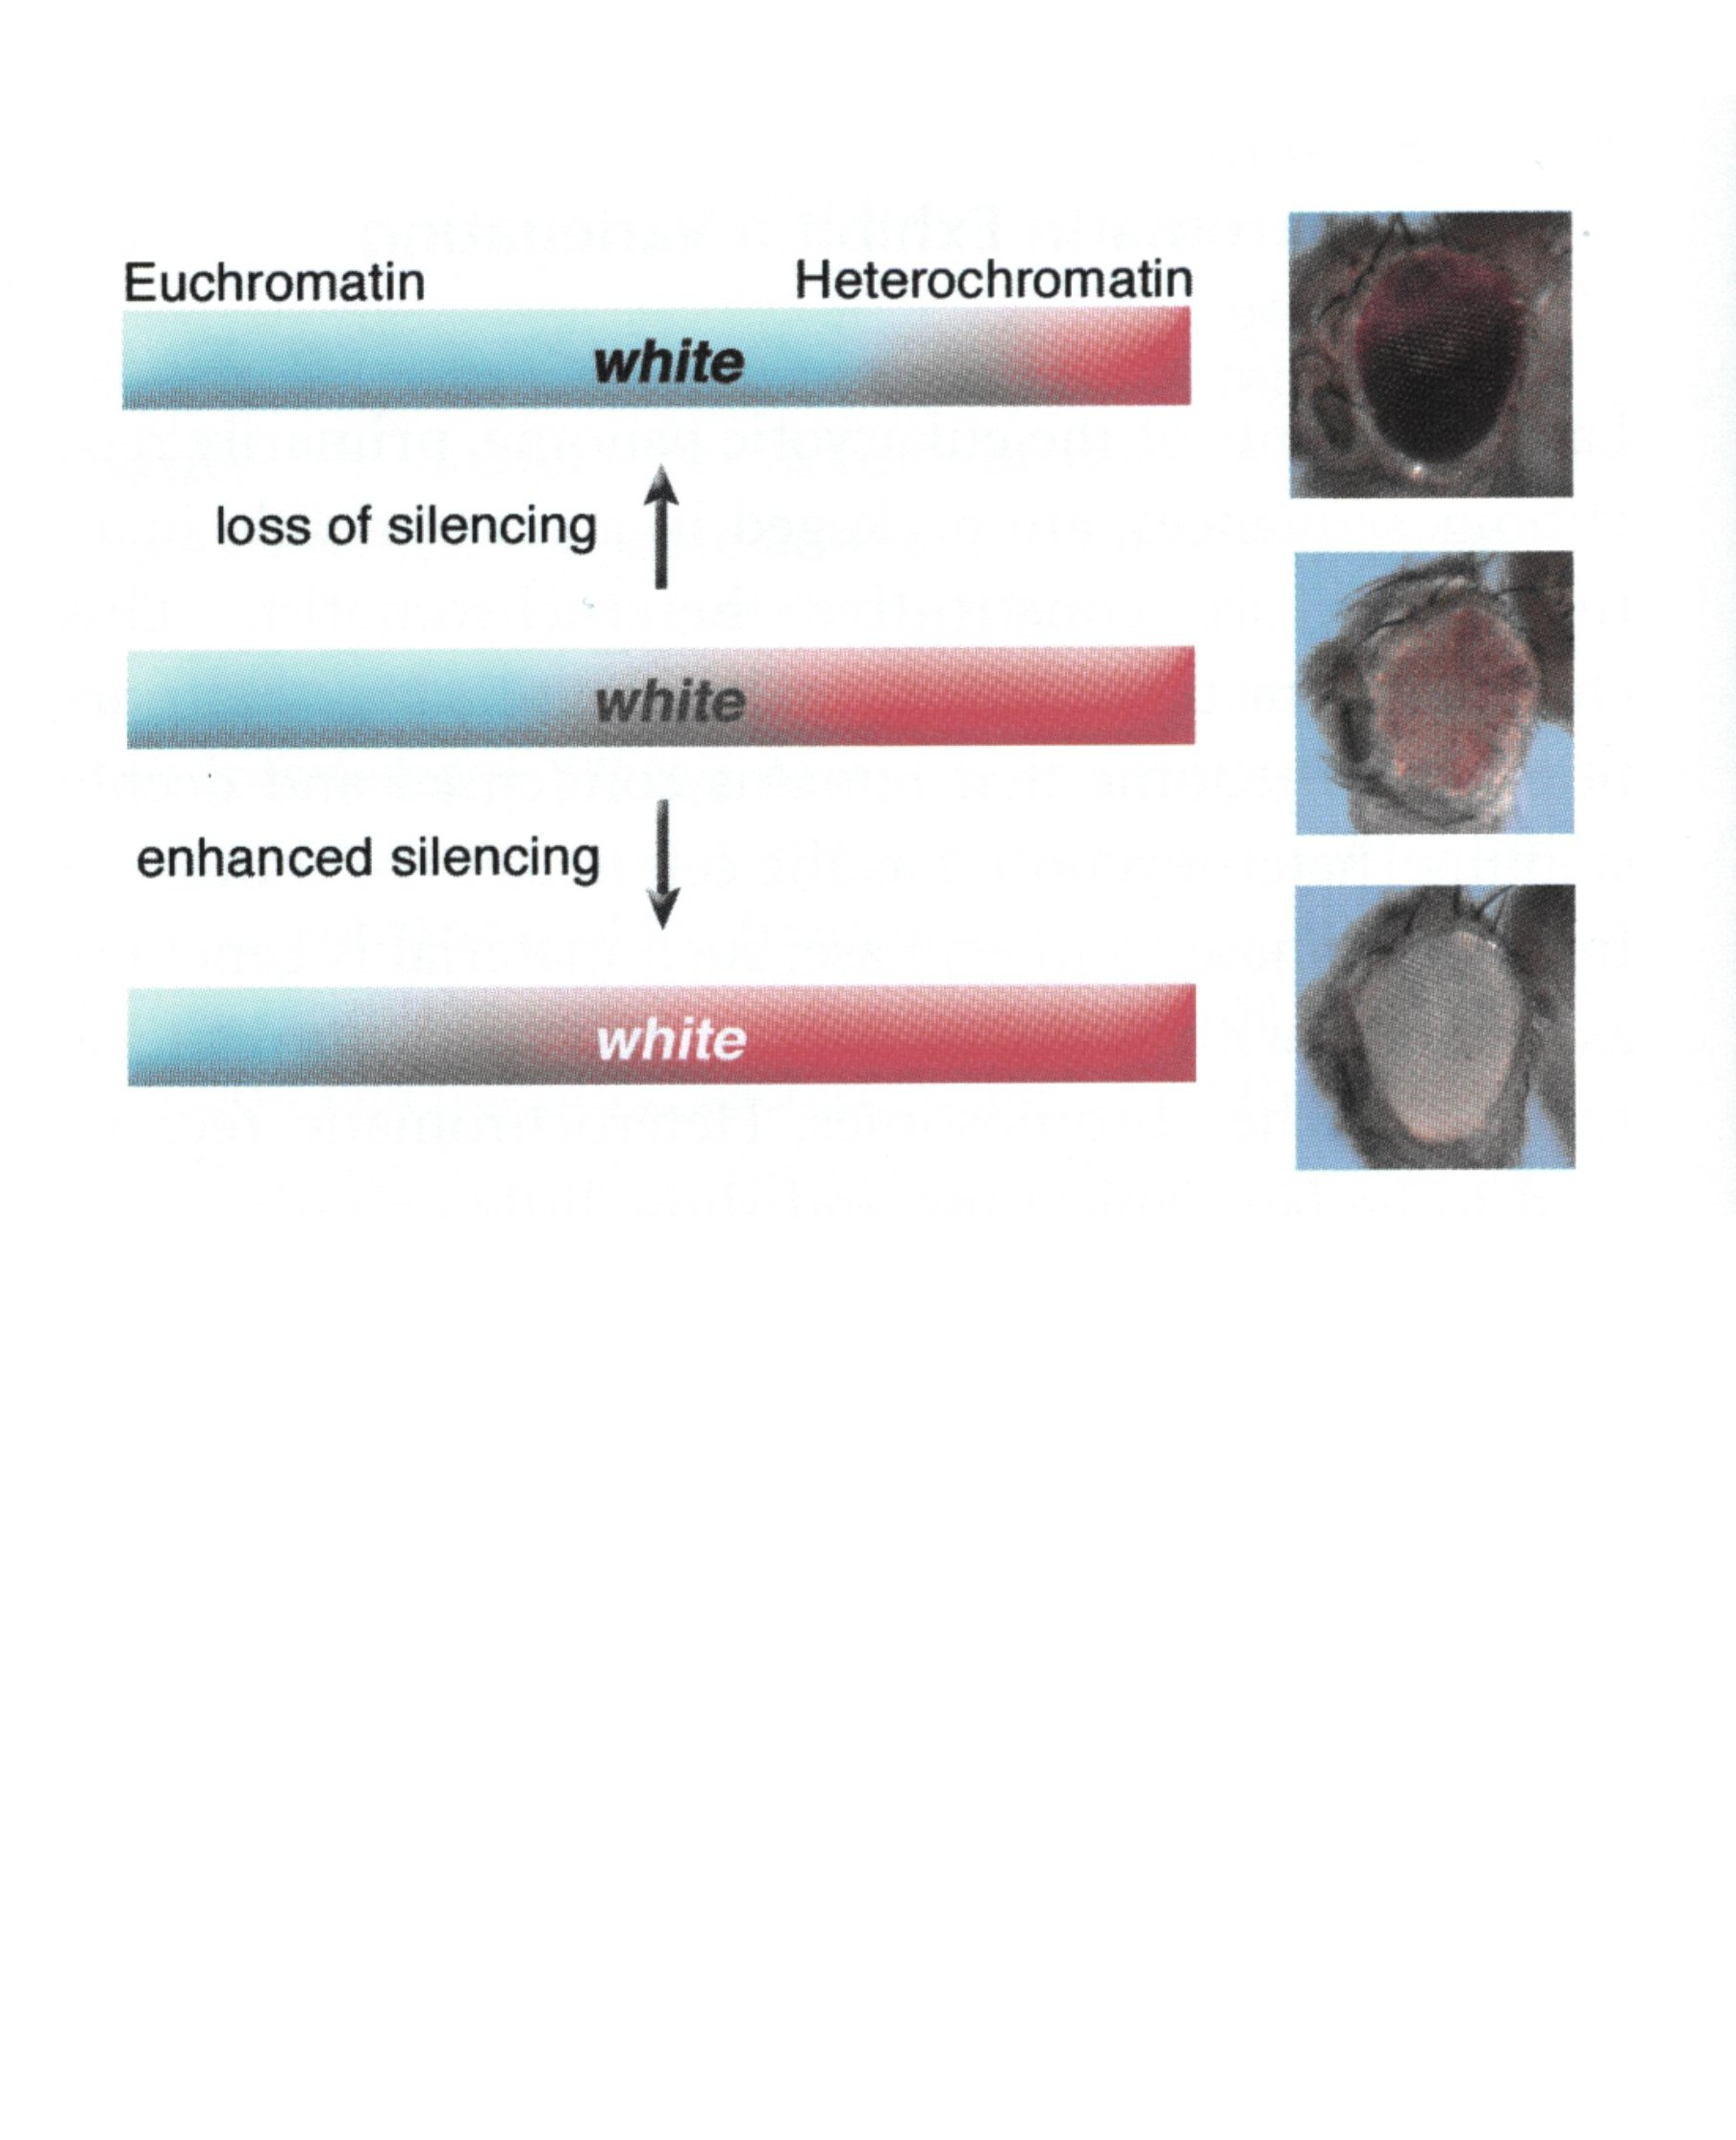 Euchromatin Heterochromatin
white
loss of silencing
white
enhanced silencing
white